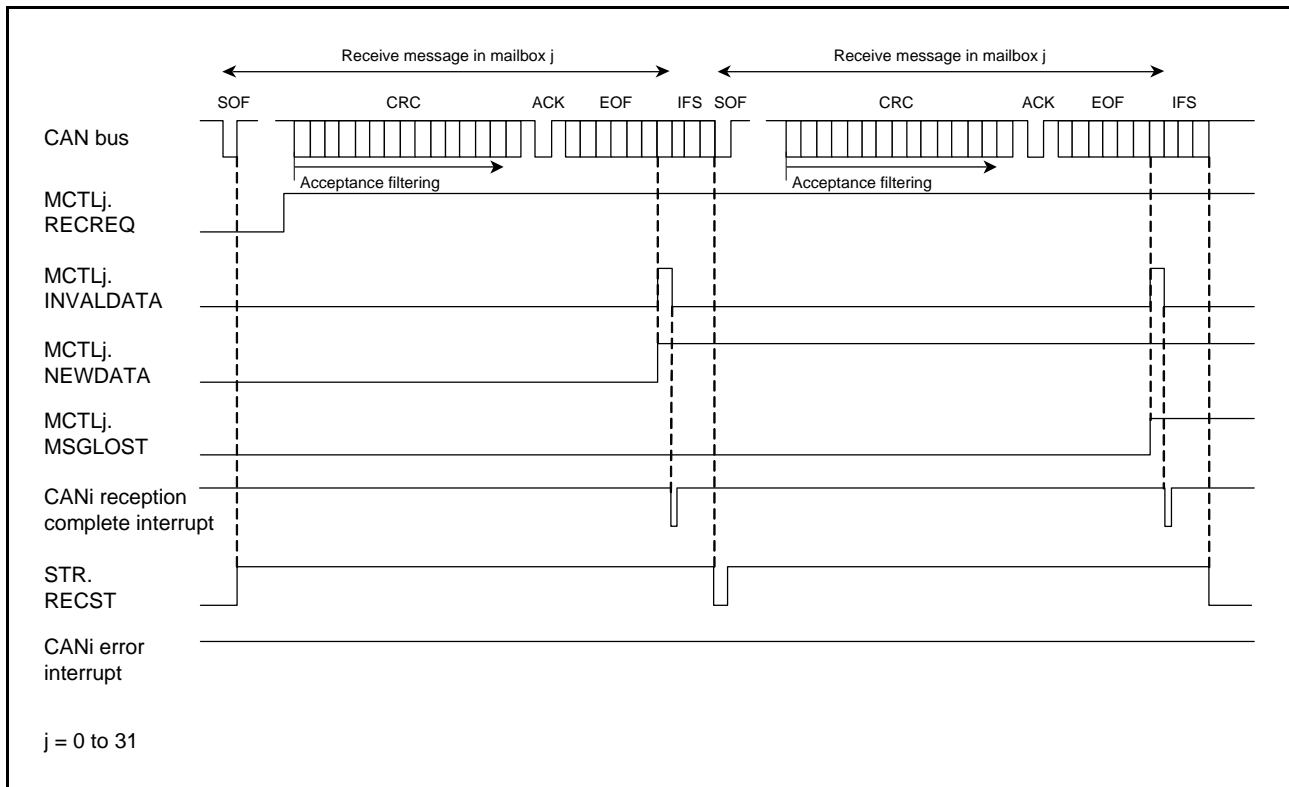 Receive message in mailbox j Receive message in mailbox j
SOF CRC ACK EOF IFS SOF CRC ACK EOF IFS
CAN bus
Acceptance filtering Acceptance filtering
MCTLj.
RECREQ
MCTLj.
INVALDATA
MCTLj.
NEWDATA
MCTLj.
MSGLOST
CANi reception
complete interrupt
STR.
RECST
CANi error
interrupt
j = 0 to 31